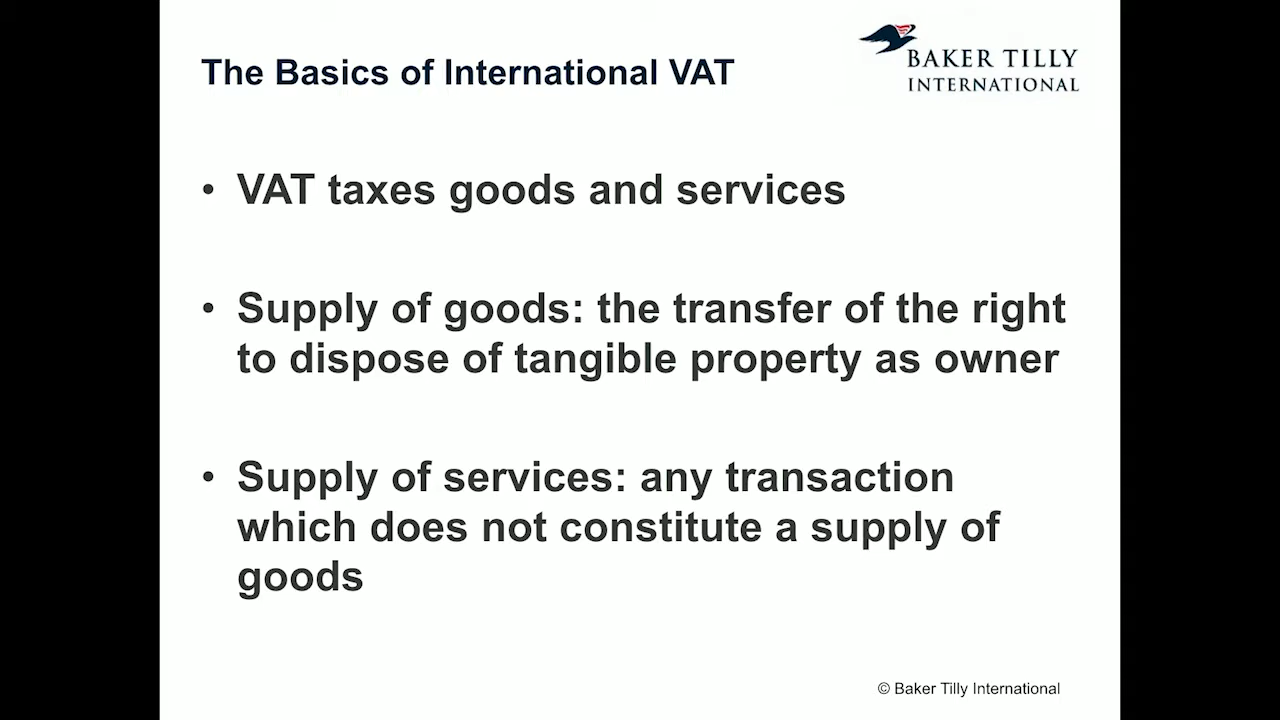 The Basics of International VAT
BAKER TILLY
INTERNATIONAL
• VAT taxes goods and services
• Supply of goods: the transfer of the right
to dispose of tangible property as owner
• Supply of services: any transaction
which does not constitute a supply of
goods
© Baker Tilly International